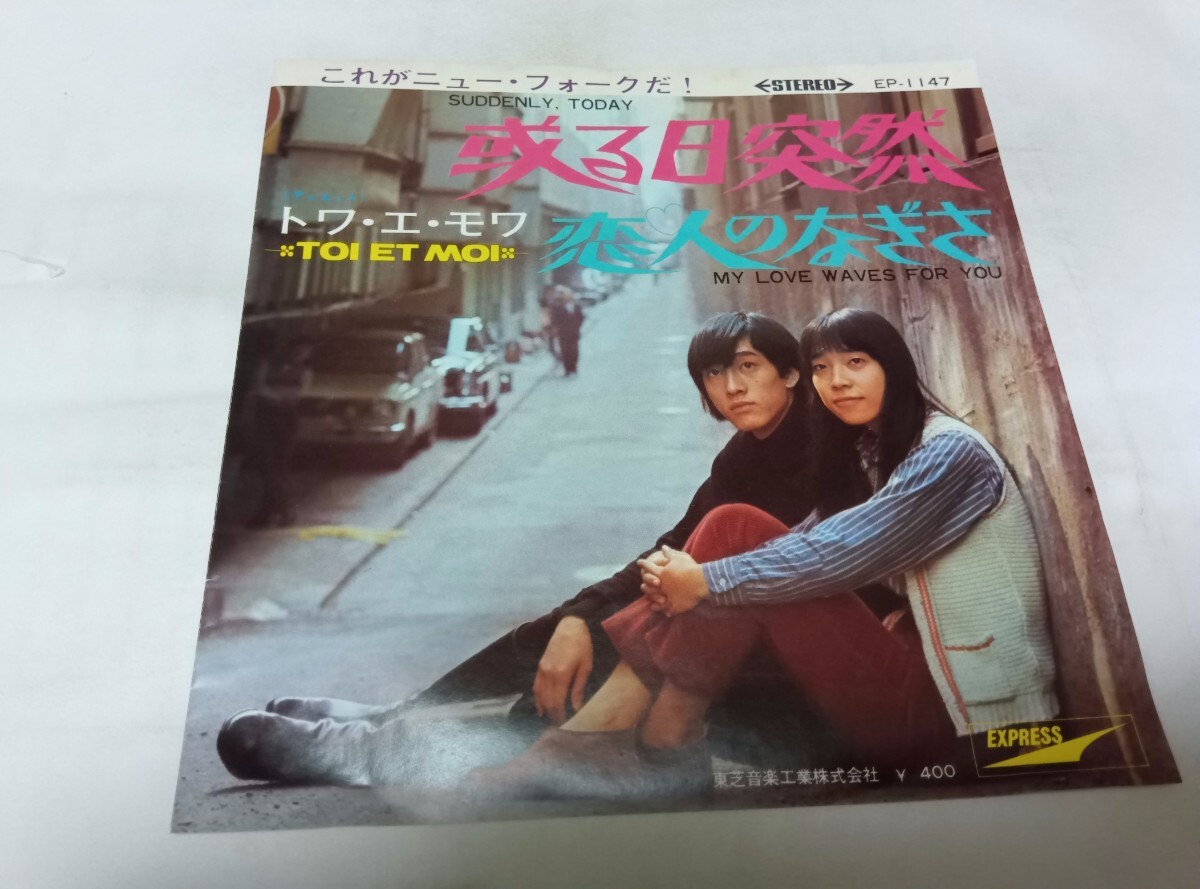 これがニュー・フォークだ!
←STEREO→ EP-1147
SUDDENLY, TODAY
或る日突然
トワ・エ・モワ
TOI ET MOI
恋人のなぎさ
MY LOVE WAVES FOR YOU
EXPRESS
東芝音楽工業株式会社 ¥ 400